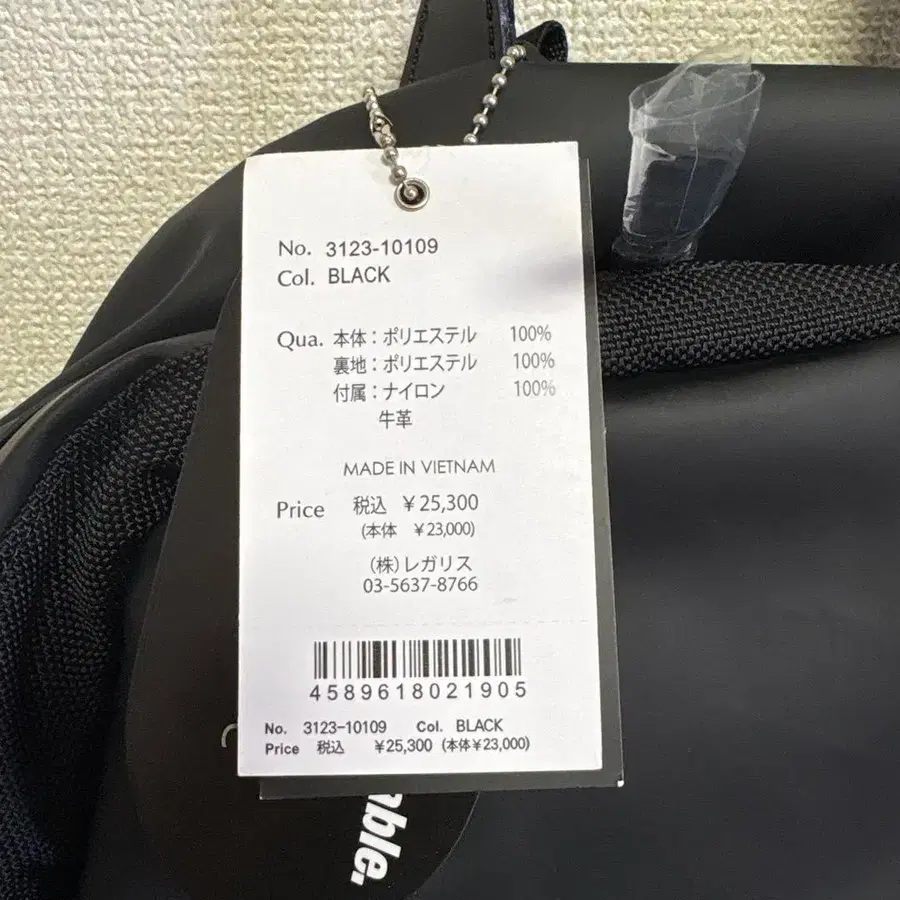 No. 3123-10109
Col. BLACK
Qua. 本体：ポリエステル 100%
裏地：ポリエステル 100%
付属：ナイロン 100%
牛革
MADE IN VIETNAM
Price 税込 ￥25,300
(本体 ￥23,000)
（株）レガリス
03-5637-8766
4589618021905
No. 3123-10109 Col. BLACK
Price 税込 ￥25,300 (本体￥23,000)
able.